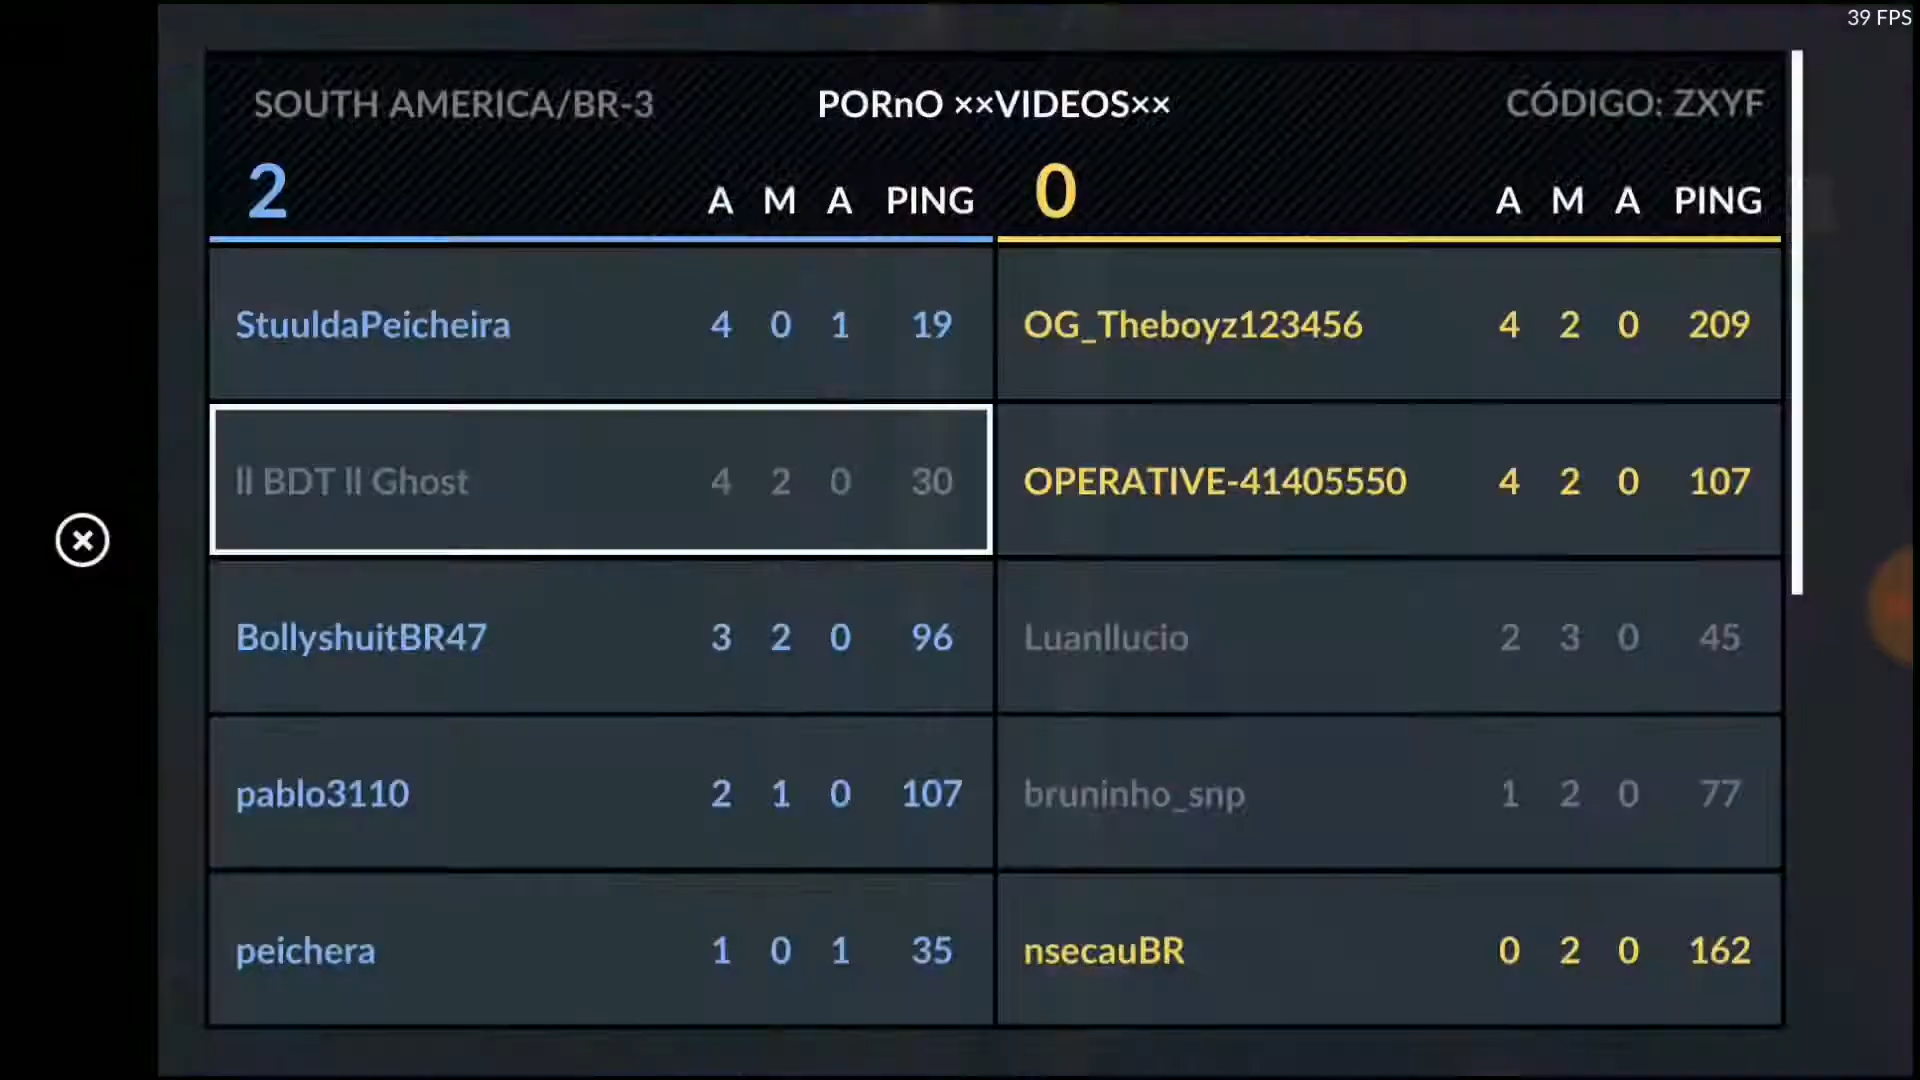 39 FPS
SOUTH AMERICA/BR-3 PORnO ××VIDEOS×× CÓDIGO: ZXYF
2 A M A PING 0 A M A PING
StuuldaPeicheira 4 0 1 19 OG_Theboyz123456 4 2 0 209
ll BDT ll Ghost 4 2 0 30 OPERATIVE-41405550 4 2 0 107
BollyshuitBR47 3 2 0 96 Luanllucio 2 3 0 45
pablo3110 2 1 0 107 bruninho_snp 1 2 0 77
peichera 1 0 1 35 nsecauBR 0 2 0 162